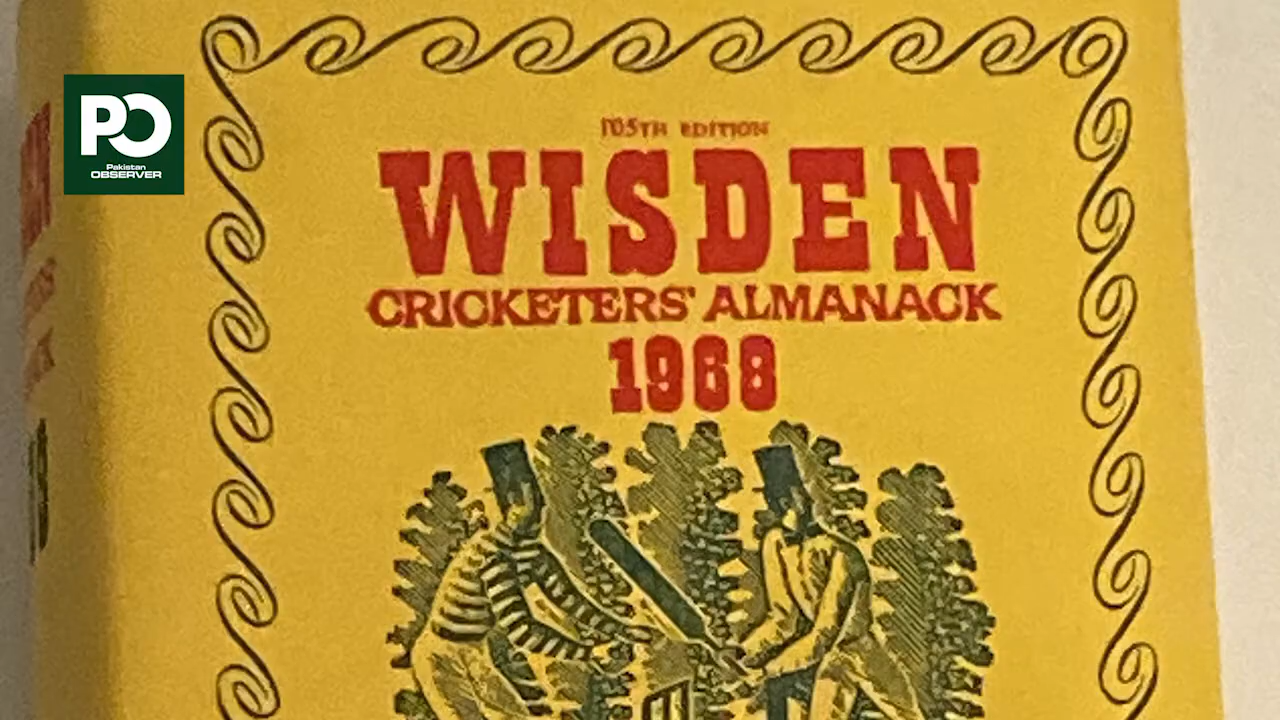 PO
Pakistan
OBSERVER
105TH EDITION
WISDEN
CRICKETERS' ALMANACK
1968